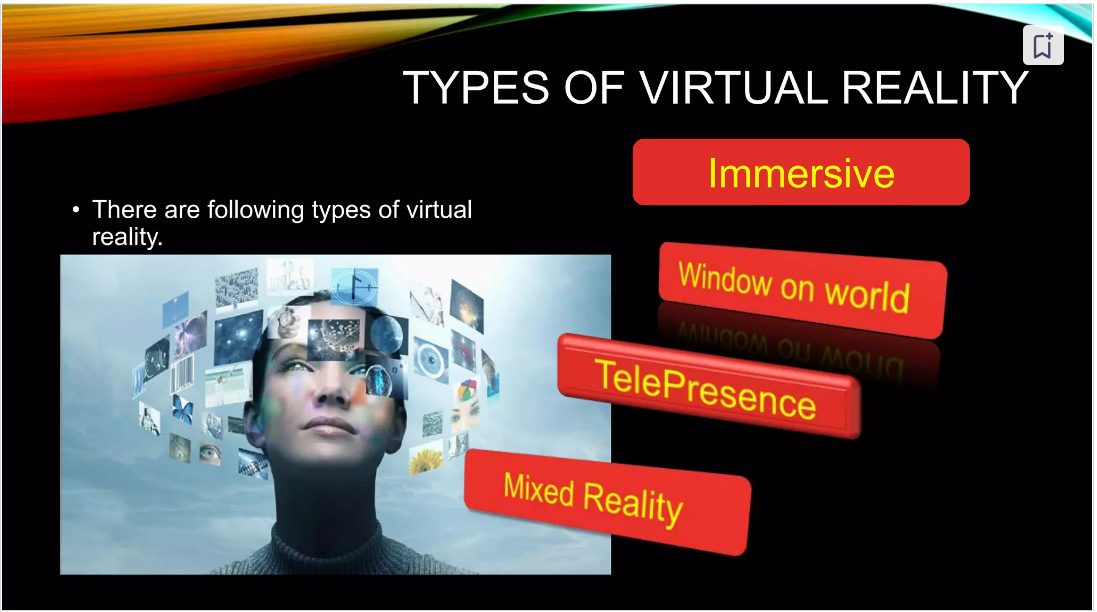 TYPES OF VIRTUAL REALITY
Immersive
• There are following types of virtual
reality.
Window on world
TelePresence
Mixed Reality